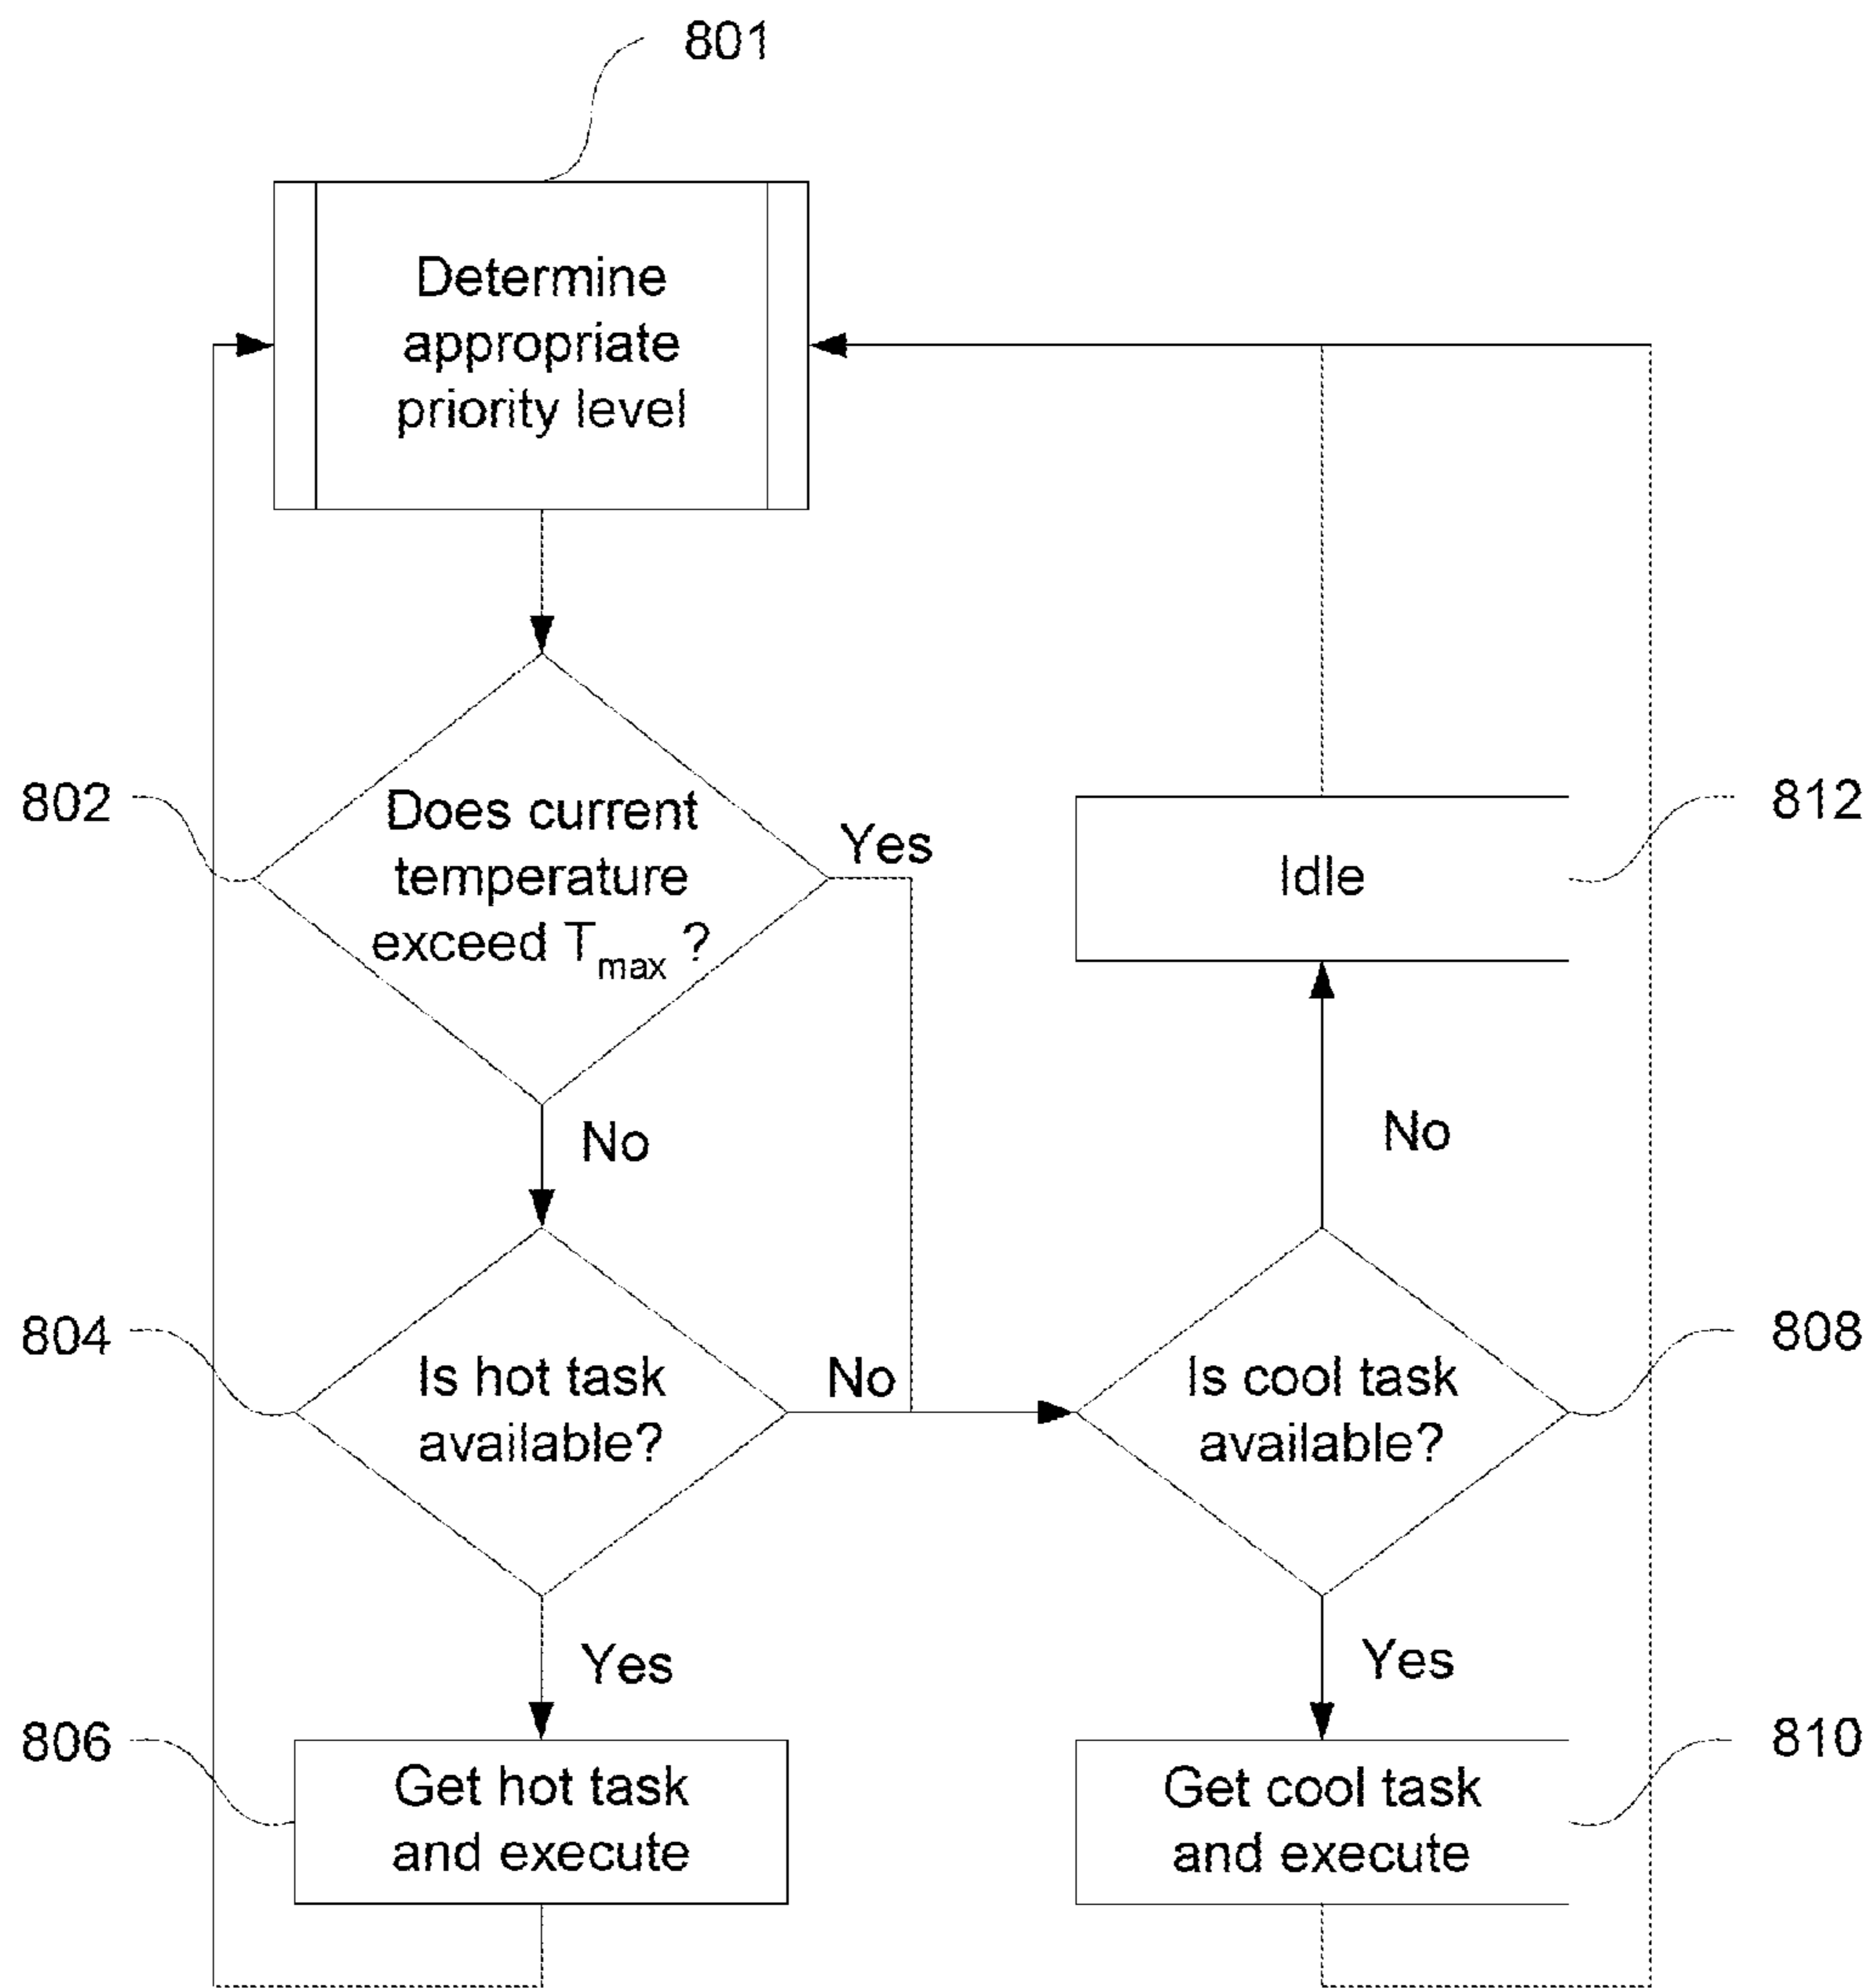 801
Determine
appropriate
priority level
802
Does current
temperature
exceed Tmax ?
Yes
812
Idle
No
No
804
Is hot task
available?
No
808
Is cool task
available?
Yes
Yes
806
Get hot task
and execute
810
Get cool task
and execute